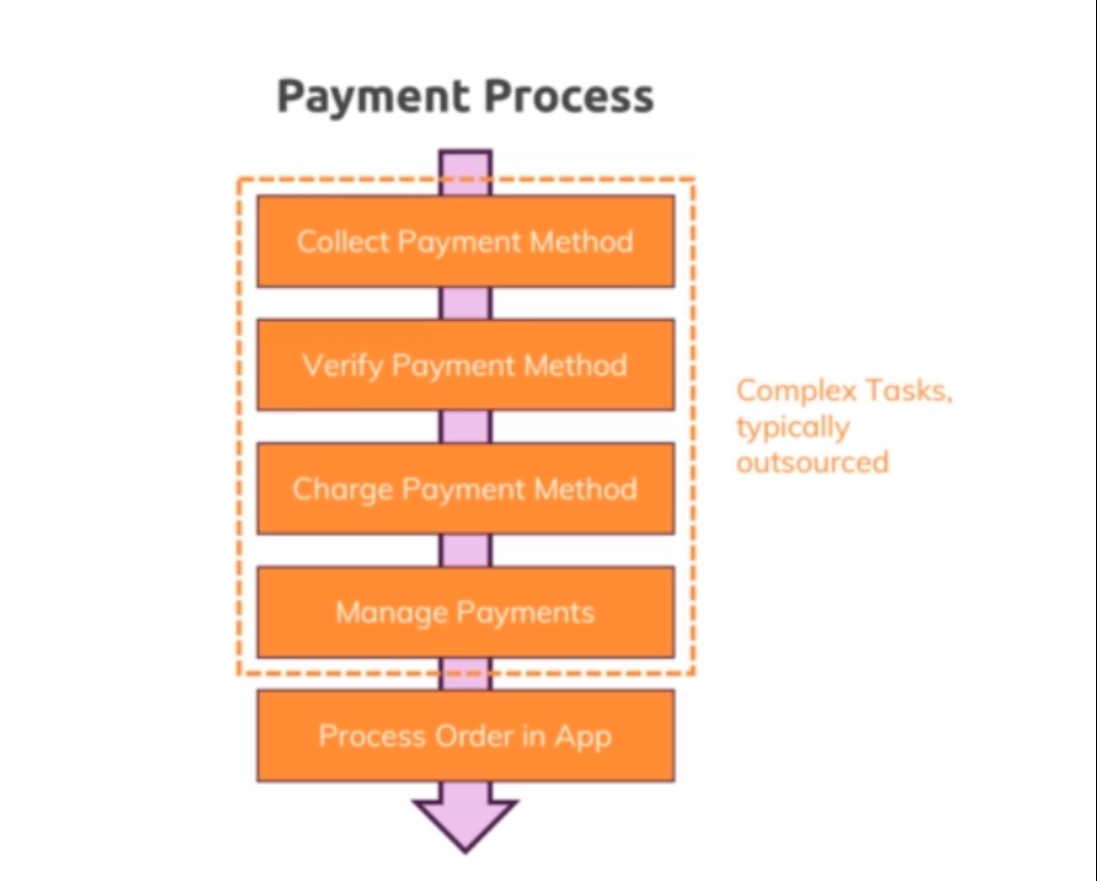 Payment Process
Collect Payment Method
Verify Payment Method
Charge Payment Method
Manage Payments
Process Order in App
Complex Tasks,
typically
outsourced